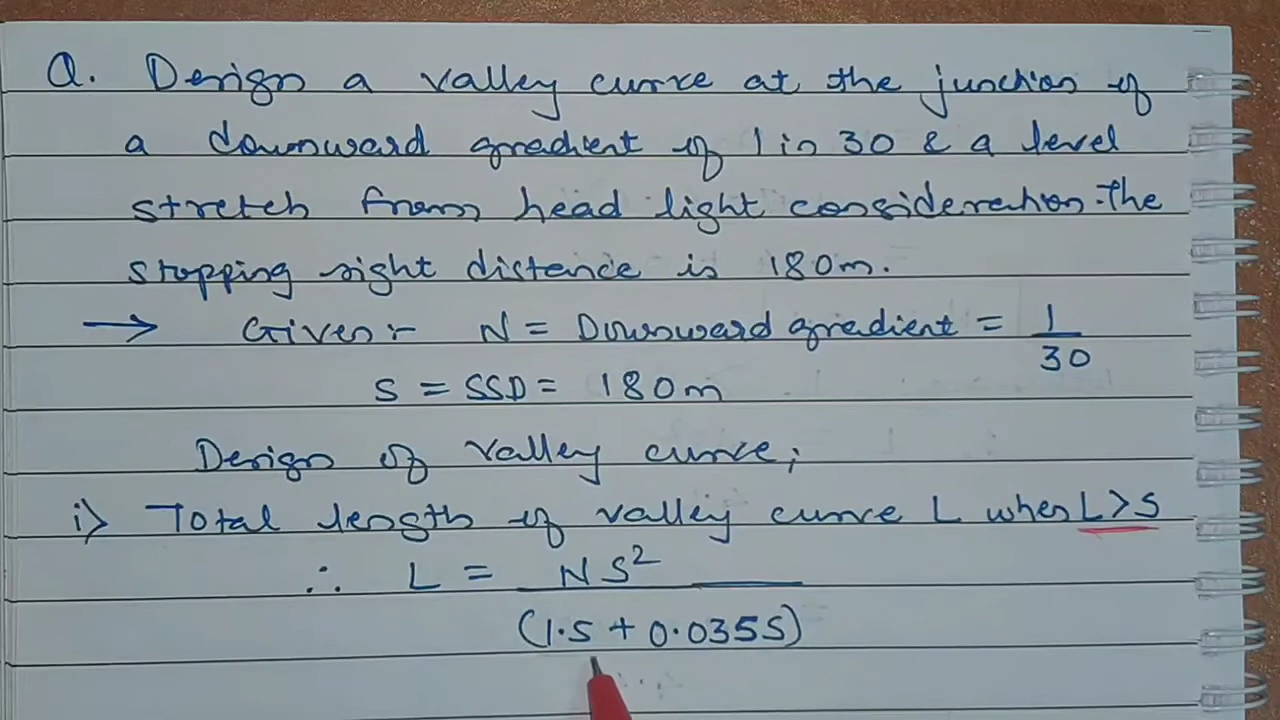 Q. Design a valley curve at the junction of
a downward gradient of 1 in 30 & a level
stretch from head light consideration. The
stopping sight distance is 180m.
→ Given:- N = Downward gradient = 1/30
S = SSD = 180m
Design of valley curve;
i) Total length of valley curve L when L>S
∴ L = NS² / (1.5 + 0.035S)